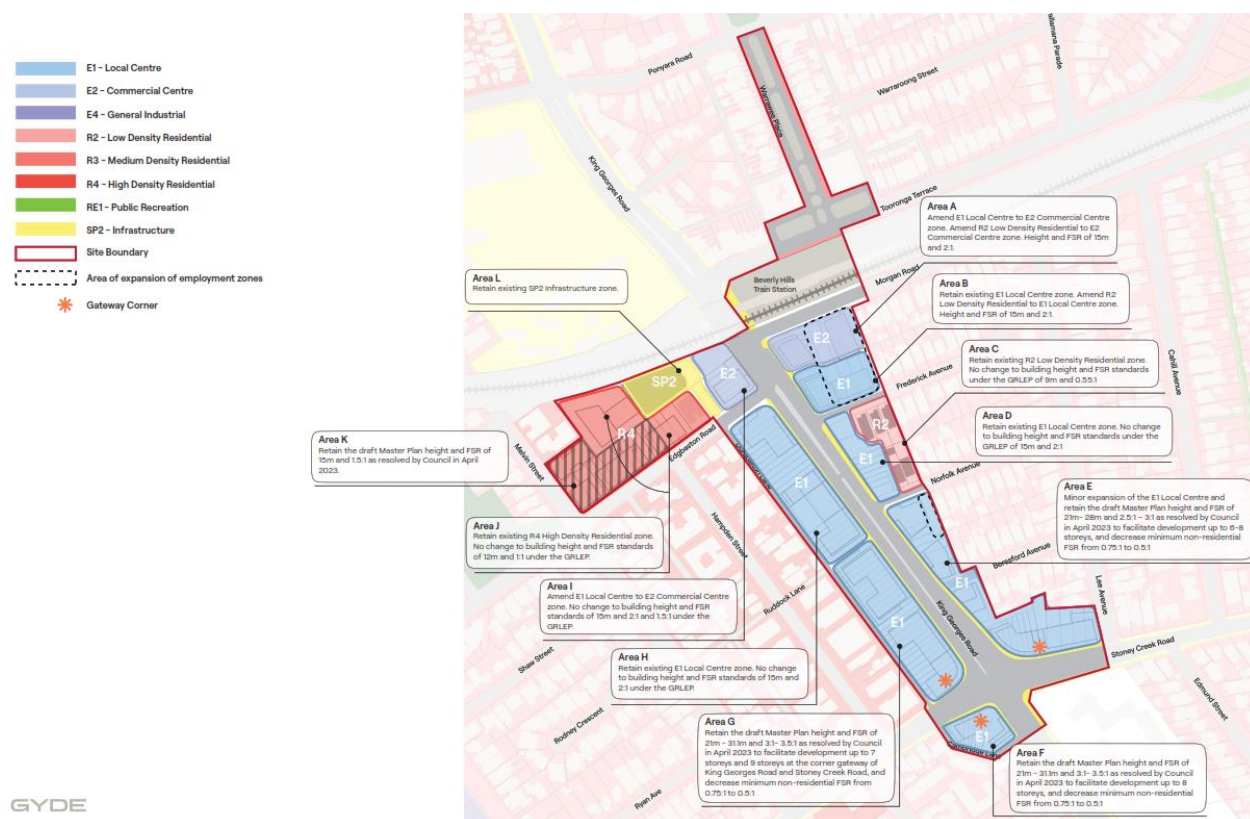 E1 - Local Centre
E2 - Commercial Centre
E4 - General Industrial
R2 - Low Density Residential
R3 - Medium Density Residential
R4 - High Density Residential
RE1 - Public Recreation
SP2 - Infrastructure
Site Boundary
Area of expansion of employment zones
Gateway Corner
Ponyara Road
Warraroong Street
King Georges Road
Warrawee Place
Tooronga Terrace
Area A
Amend E1 Local Centre to E2 Commercial Centre
zone. Amend R2 Low Density Residential to E2
Commercial Centre zone. Height and FSR of 15m
and 2:1.
Beverly Hills
Train Station
Morgan Road
Area L
Retain existing SP2 Infrastructure zone.
Area B
Retain existing E1 Local Centre zone. Amend R2
Low Density Residential to E1 Local Centre zone.
Height and FSR of 15m and 2:1.
E2
E2
SP2
E1
Frederick Avenue
Cahill Avenue
Area C
Retain existing R2 Low Density Residential zone.
No change to building height and FSR standards
under the GRLEP of 9m and 0.55:1
R2
R4
Edgbaston Road
Melvin Street
Area K
Retain the draft Master Plan height and FSR of
15m and 1.5:1 as resolved by Council in April
2023.
Area D
Retain existing E1 Local Centre zone. No change
to building height and FSR standards under the
GRLEP of 15m and 2:1
E1
E1
Norfolk Avenue
Area E
Minor expansion of the E1 Local Centre and
retain the draft Master Plan height and FSR of
21m- 28m and 2.5:1 - 3:1 as resolved by Council
in April 2023 to facilitate development up to 6-8
storeys, and decrease minimum non-residential
FSR from 0.75:1 to 0.5:1
Area J
Retain existing R4 High Density Residential zone.
No change to building height and FSR standards
of 12m and 1:1 under the GRLEP.
Hampden Street
Beresford Avenue
E1
Lee Avenue
Area I
Amend E1 Local Centre to E2 Commercial Centre
zone. No change to building height and FSR
standards of 15m and 2:1 and 1.5:1 under the
GRLEP.
Ruddock Lane
E1
King Georges Road
Stoney Creek Road
Shaw Street
Area H
Retain existing E1 Local Centre zone. No change
to building height and FSR standards of 15m and
2:1 under the GRLEP.
Edmund Street
Rodney Crescent
Area G
Retain the draft Master Plan height and FSR of
21m - 31.1m and 3:1- 3.5:1 as resolved by Council
in April 2023 to facilitate development up to 7
storeys and 9 storeys at the corner gateway of
King Georges Road and Stoney Creek Road, and
decrease minimum non-residential FSR from
0.75:1 to 0.5:1
E1
Area F
Retain the draft Master Plan height and FSR of
21m - 31.1m and 3:1- 3.5:1 as resolved by Council
in April 2023 to facilitate development up to 8
storeys, and decrease minimum non-residential
FSR from 0.75:1 to 0.5:1
Ryan Ave
GYDE